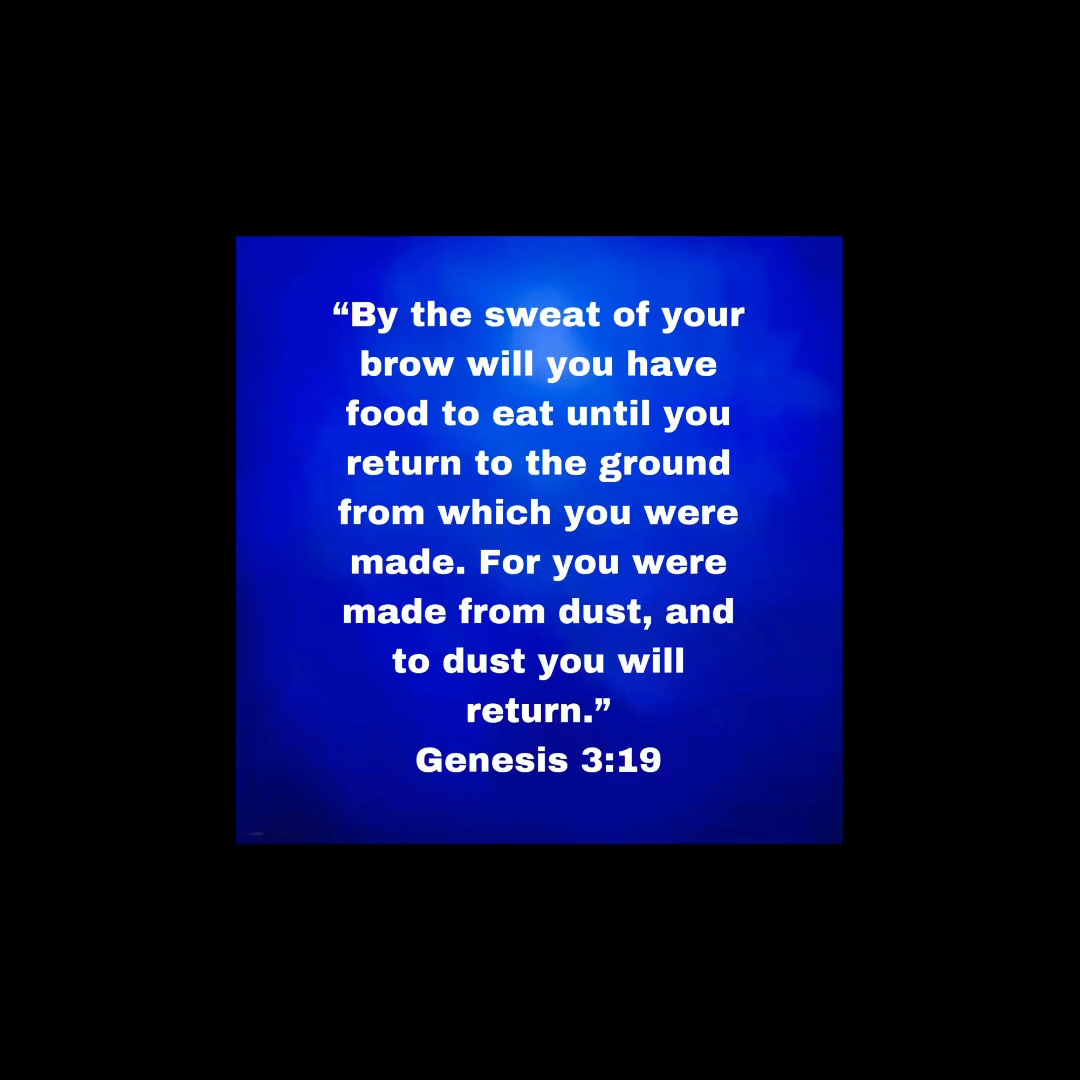 “By the sweat of your
brow will you have
food to eat until you
return to the ground
from which you were
made. For you were
made from dust, and
to dust you will
return.”
Genesis 3:19